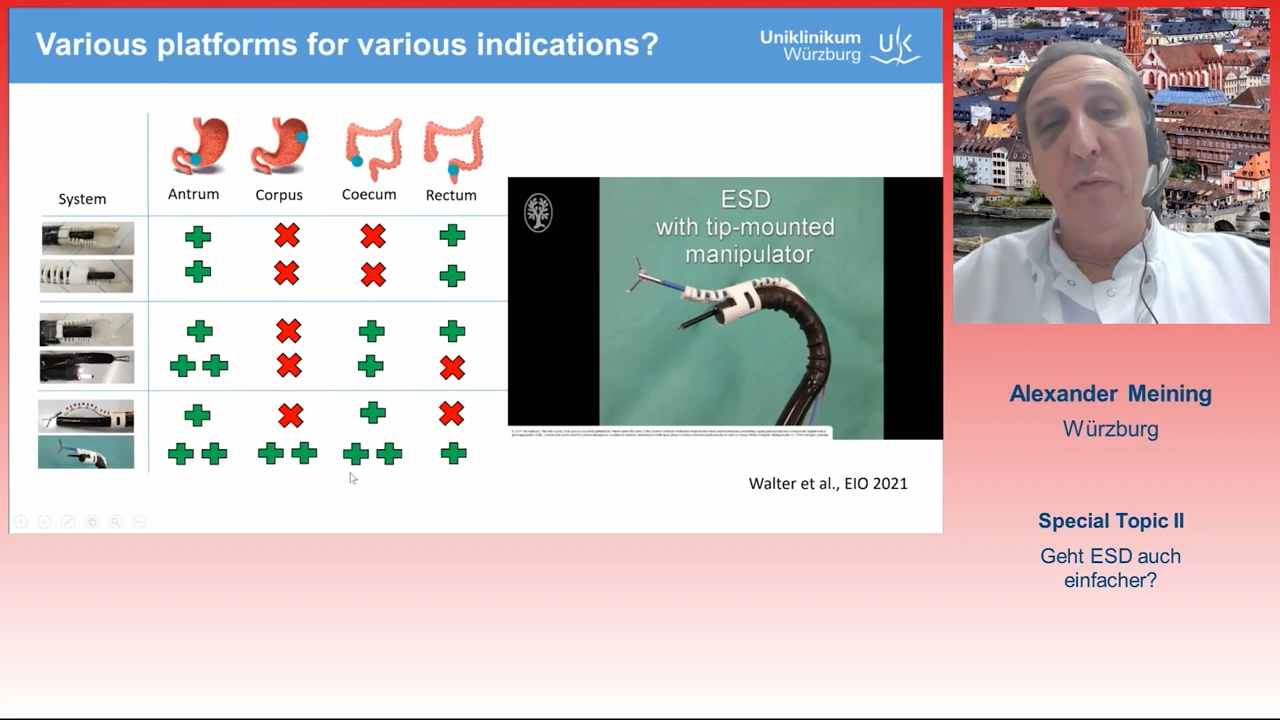 Various platforms for various indications?
Uniklinikum
Würzburg
UK
System
Antrum
Corpus
Coecum
Rectum
ESD
with tip-mounted
manipulator
Walter et al., EIO 2021
Alexander Meining
Würzburg
Special Topic II
Geht ESD auch
einfacher?